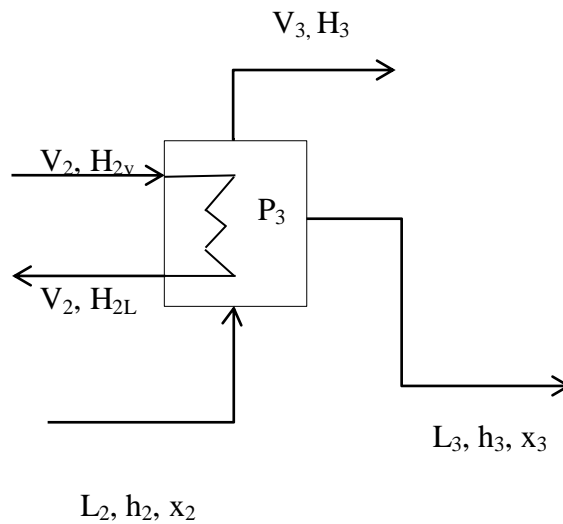 V₃, H₃
V₂, H₂ᵥ
P₃
V₂, H₂L
L₃, h₃, x₃
L₂, h₂, x₂